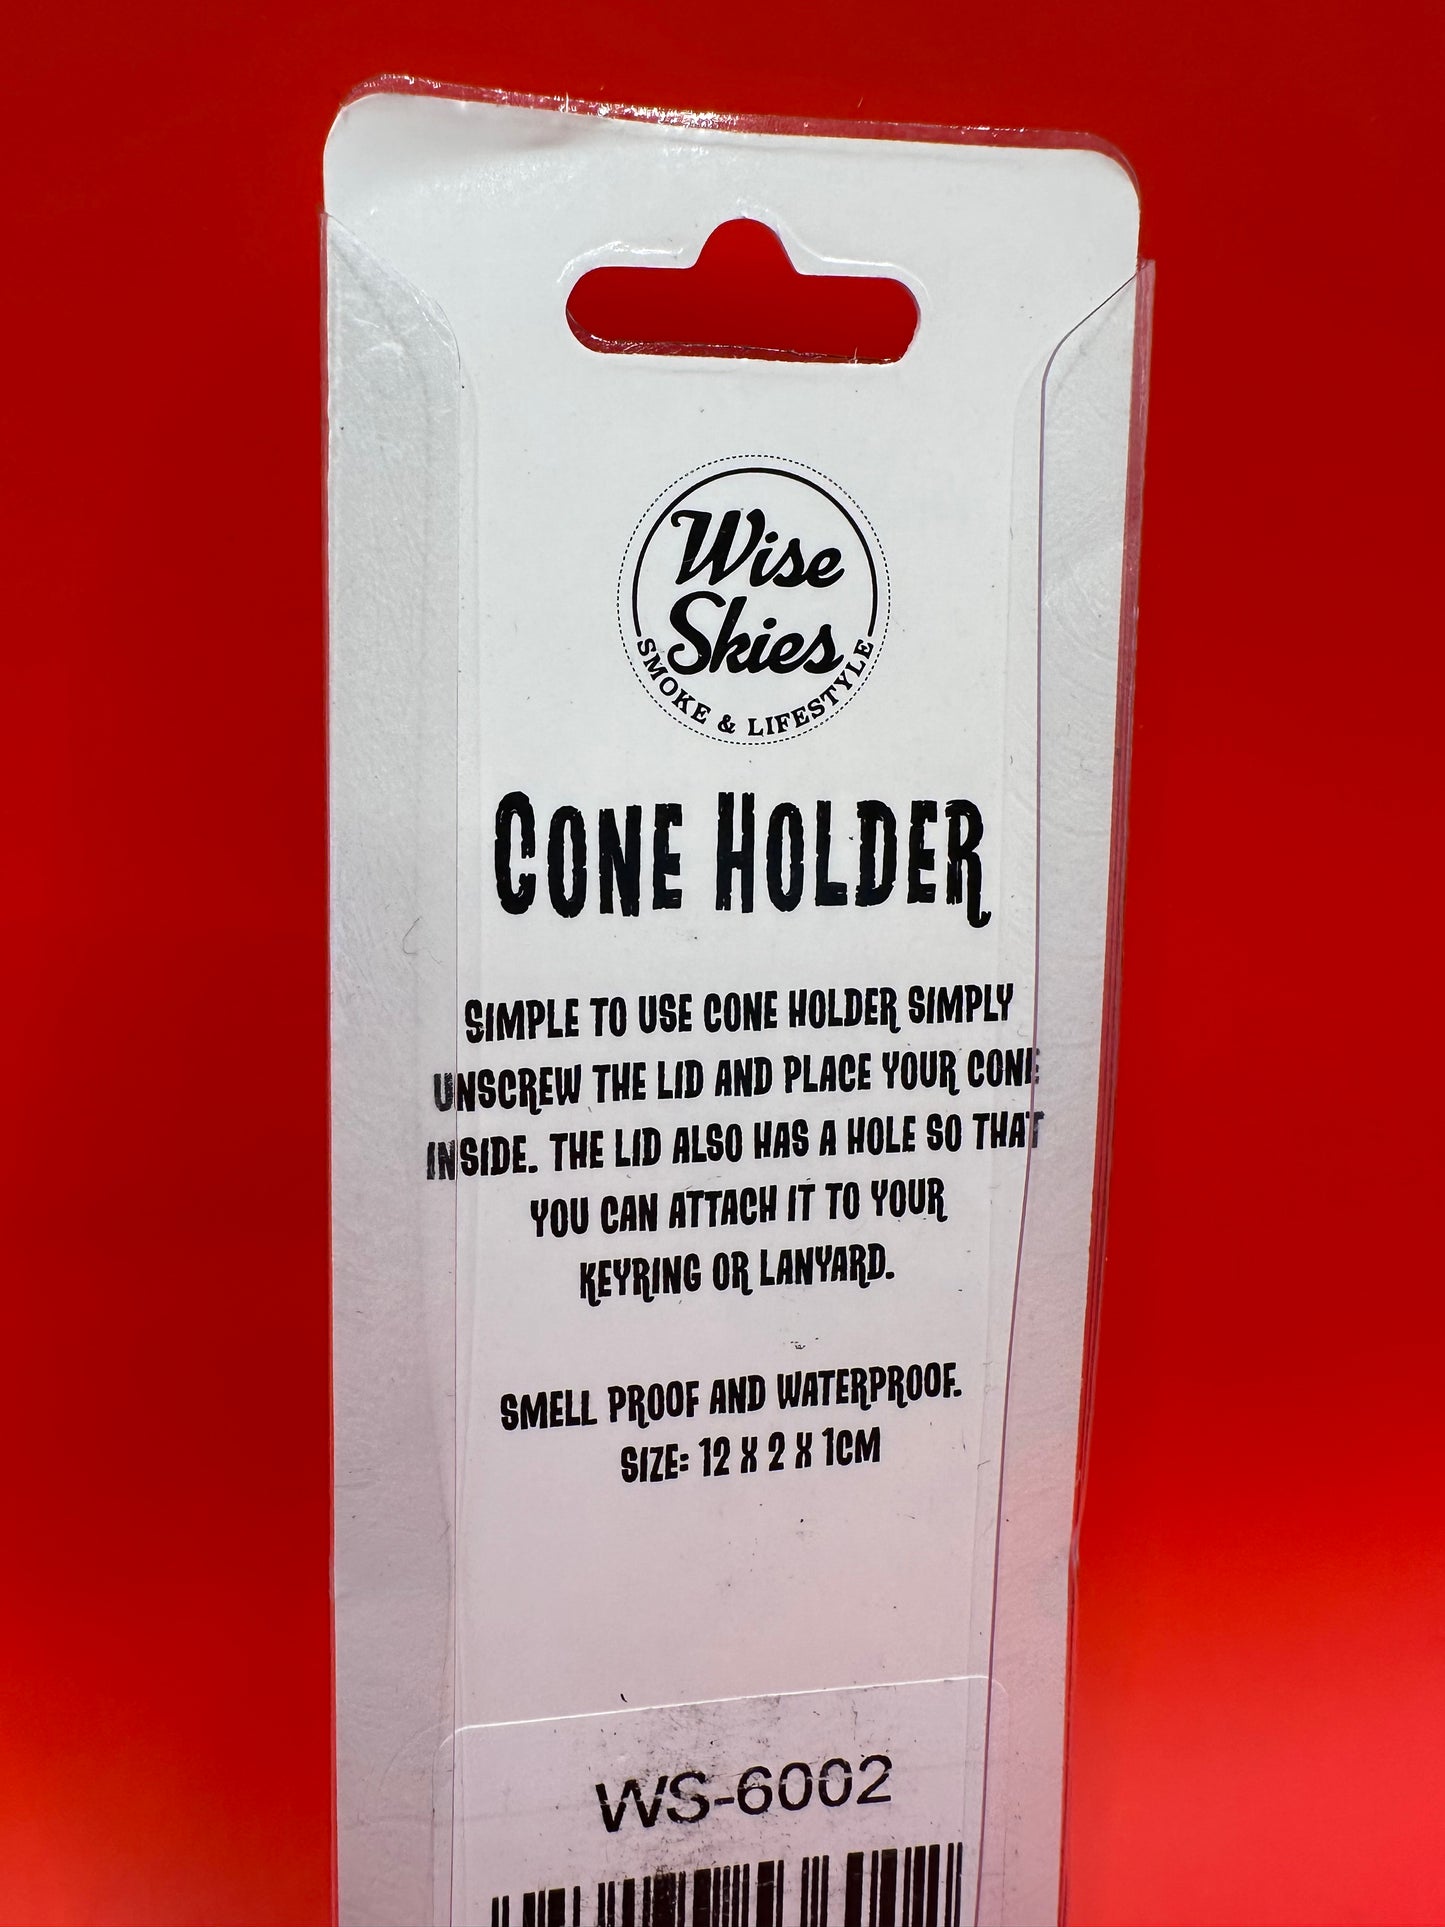 Wise
Skies
SMOKE & LIFESTYLE
CONE HOLDER
SIMPLE TO USE CONE HOLDER SIMPLY
UNSCREW THE LID AND PLACE YOUR CONE
INSIDE. THE LID ALSO HAS A HOLE SO THAT
YOU CAN ATTACH IT TO YOUR
KEYRING OR LANYARD.
SMELL PROOF AND WATERPROOF.
SIZE: 12 X 2 X 1CM
WS-6002